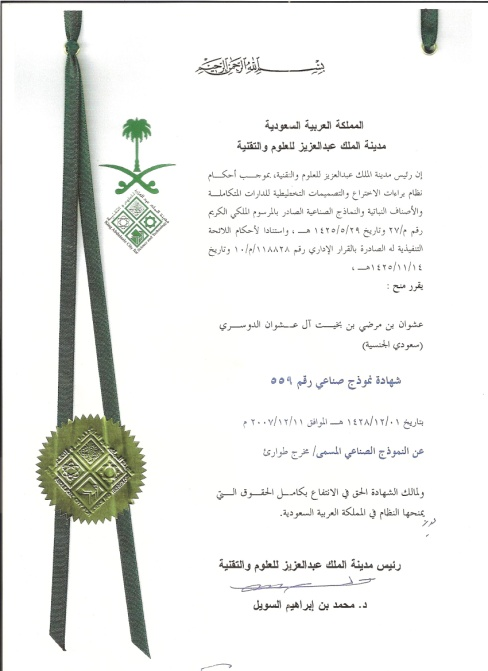 بسم الله الرحمن الرحيم
المملكة العربية السعودية
مدينة الملك عبدالعزيز للعلوم والتقنية
إن رئيس مدينة الملك عبدالعزيز للعلوم والتقنية، بموجب أحكام
نظام براءات الاختراع والتصميمات التخطيطية للدارات المتكاملة
والأصناف النباتية والنماذج الصناعية الصادر بالمرسوم الملكي الكريم
رقم م/٢٧ وتاريخ ١٤٢٥/٥/٢٩ هـ ، واستنادا لأحكام اللائحة
التنفيذية له الصادرة بالقرار الإداري رقم ١١٨٨٢٨/م/١٠ وتاريخ
١٤٢٥/١١/١٤هـ ،
يقرر منح :
عشوان بن مرضي بن بخيت آل عشوان الدوسري
(سعودي الجنسية)
شهادة نموذج صناعي رقم ٥٥٩
بتاريخ ١٤٢٨/١٢/٠١ هـ الموافق ٢٠٠٧/١٢/١١ م
عن النموذج الصناعي المسمى/ مخرج طوارئ
ولمالك الشهادة الحق في الانتفاع بكامل الحقوق التي
يمنحها النظام في المملكة العربية السعودية.
رئيس مدينة الملك عبدالعزيز للعلوم والتقنية
د. محمد بن إبراهيم السويل